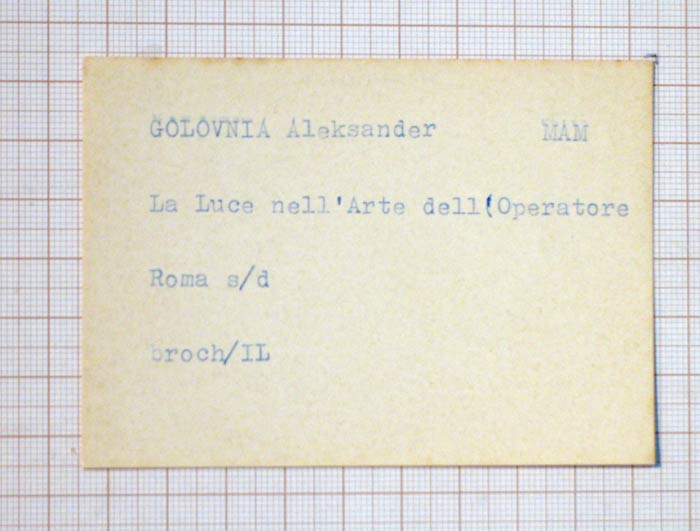 GOLOVNIA Aleksander MAM
La Luce nell'Arte dell(Operatore
Roma s/d
broch/IL